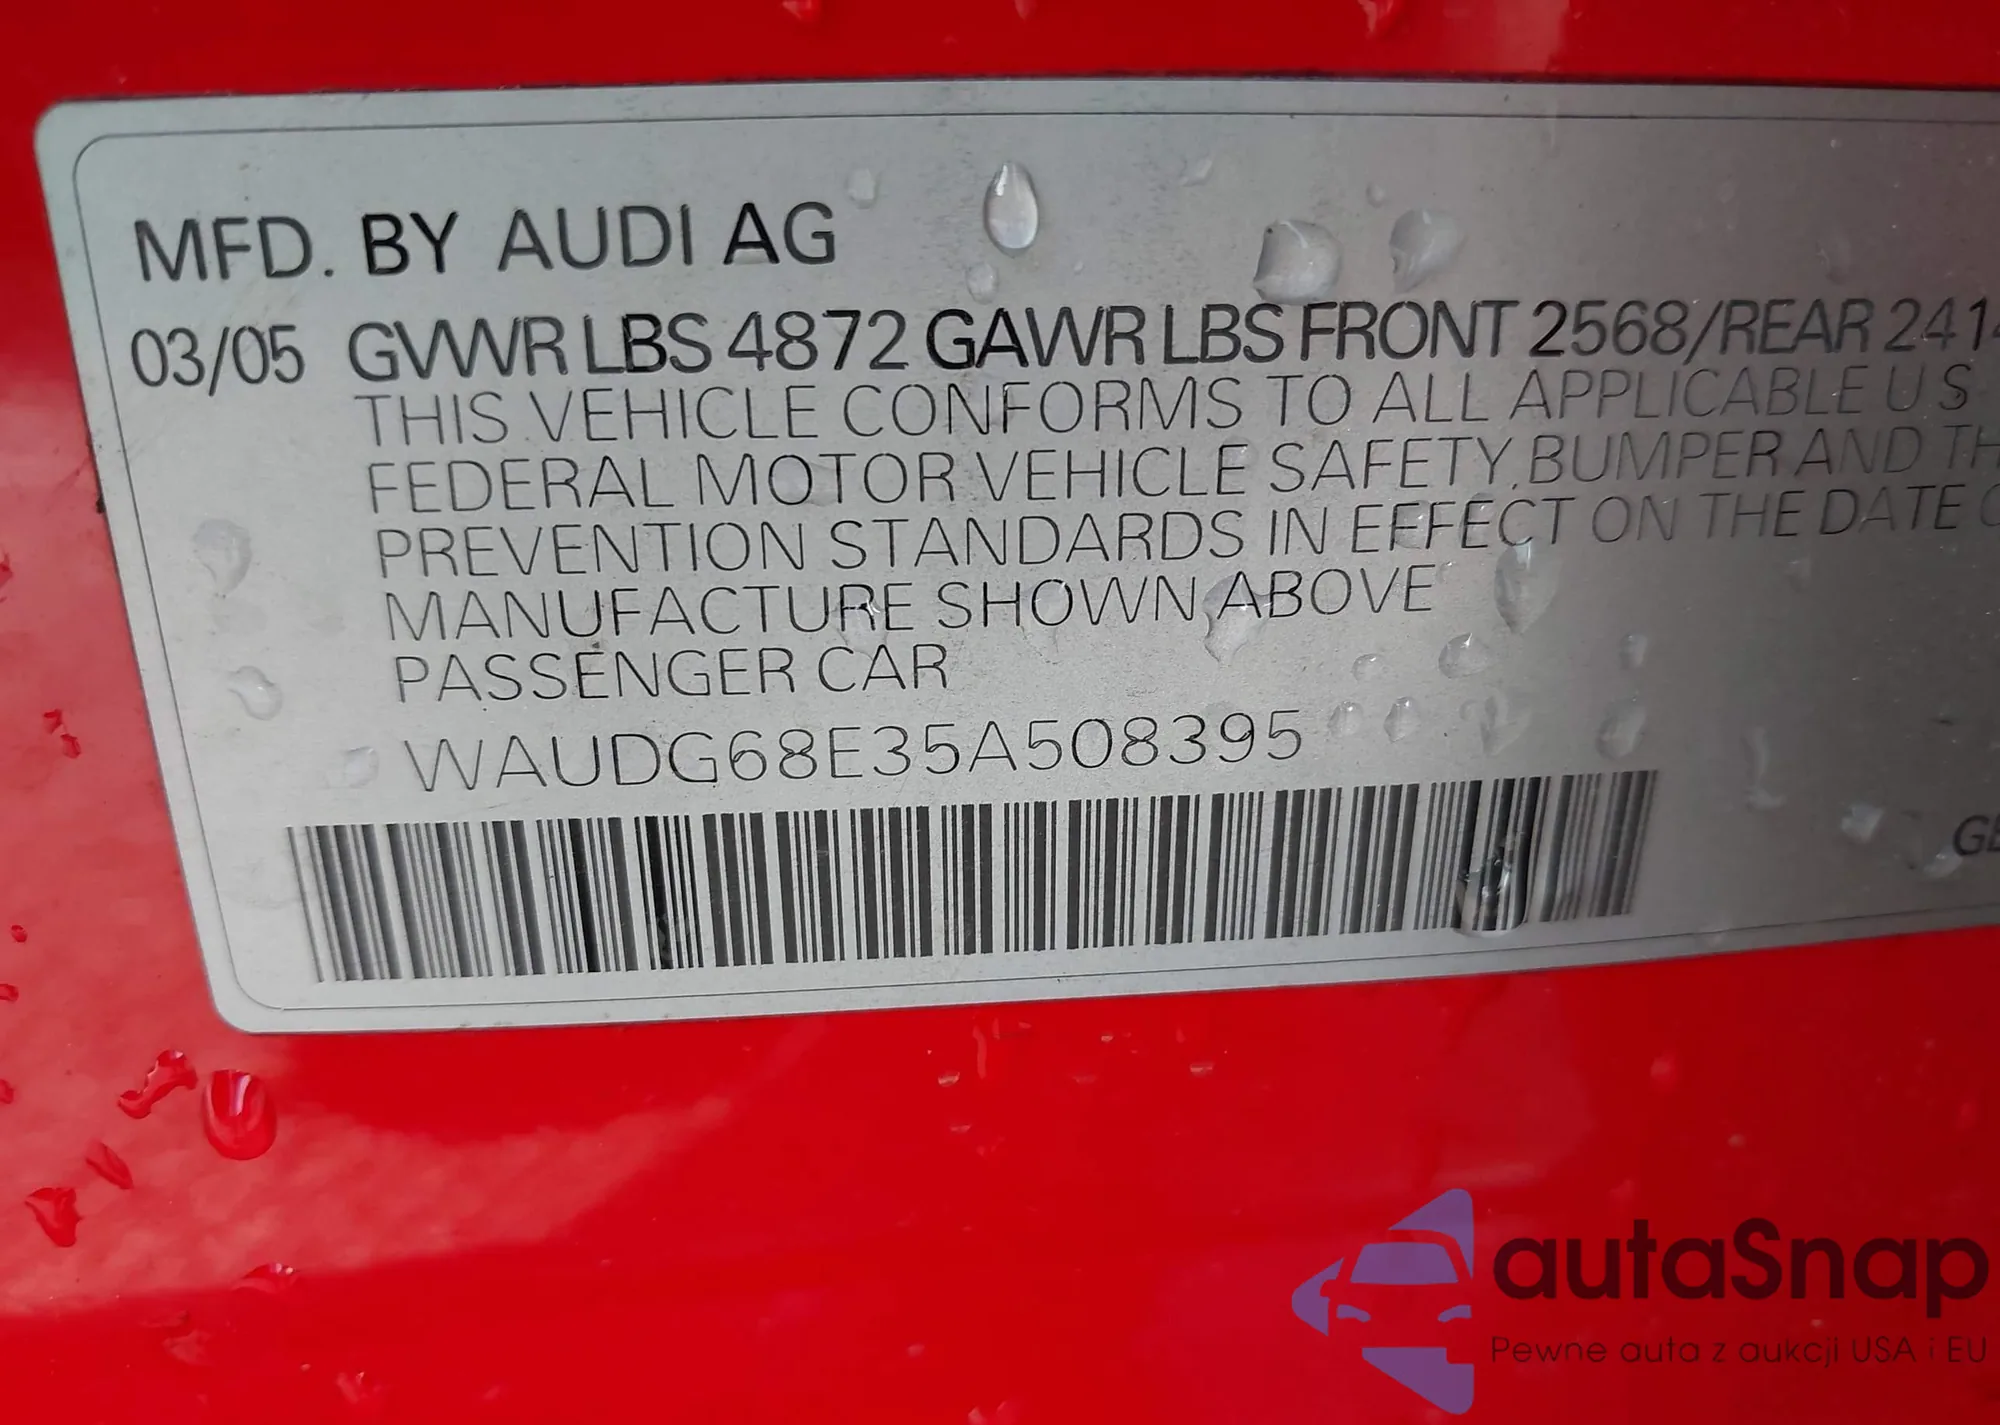 MFD. BY AUDI AG
03/05 GVWR LBS 4872 GAWR LBS FRONT 2568/REAR 2414
THIS VEHICLE CONFORMS TO ALL APPLICABLE U S
FEDERAL MOTOR VEHICLE SAFETY, BUMPER AND TH
PREVENTION STANDARDS IN EFFECT ON THE DATE O
MANUFACTURE SHOWN ABOVE
PASSENGER CAR
WAUDG68E35A508395
autaSnap
Pewne auta z aukcji USA i EU